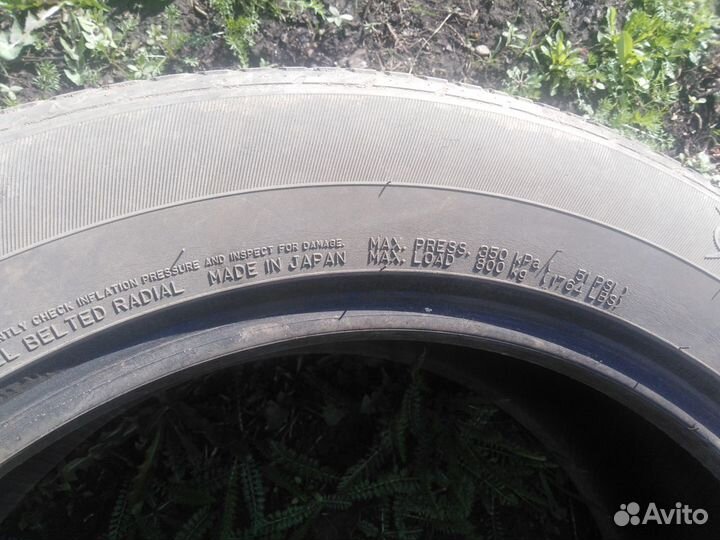 NTLY CHECK INFLATION PRESSURE AND INSPECT FOR DAMAGE.
L BELTED RADIAL MADE IN JAPAN
MAX. PRESS. 350 kPa ( 51 PSI )
MAX. LOAD 800 kg (1764 LBS)
Avito